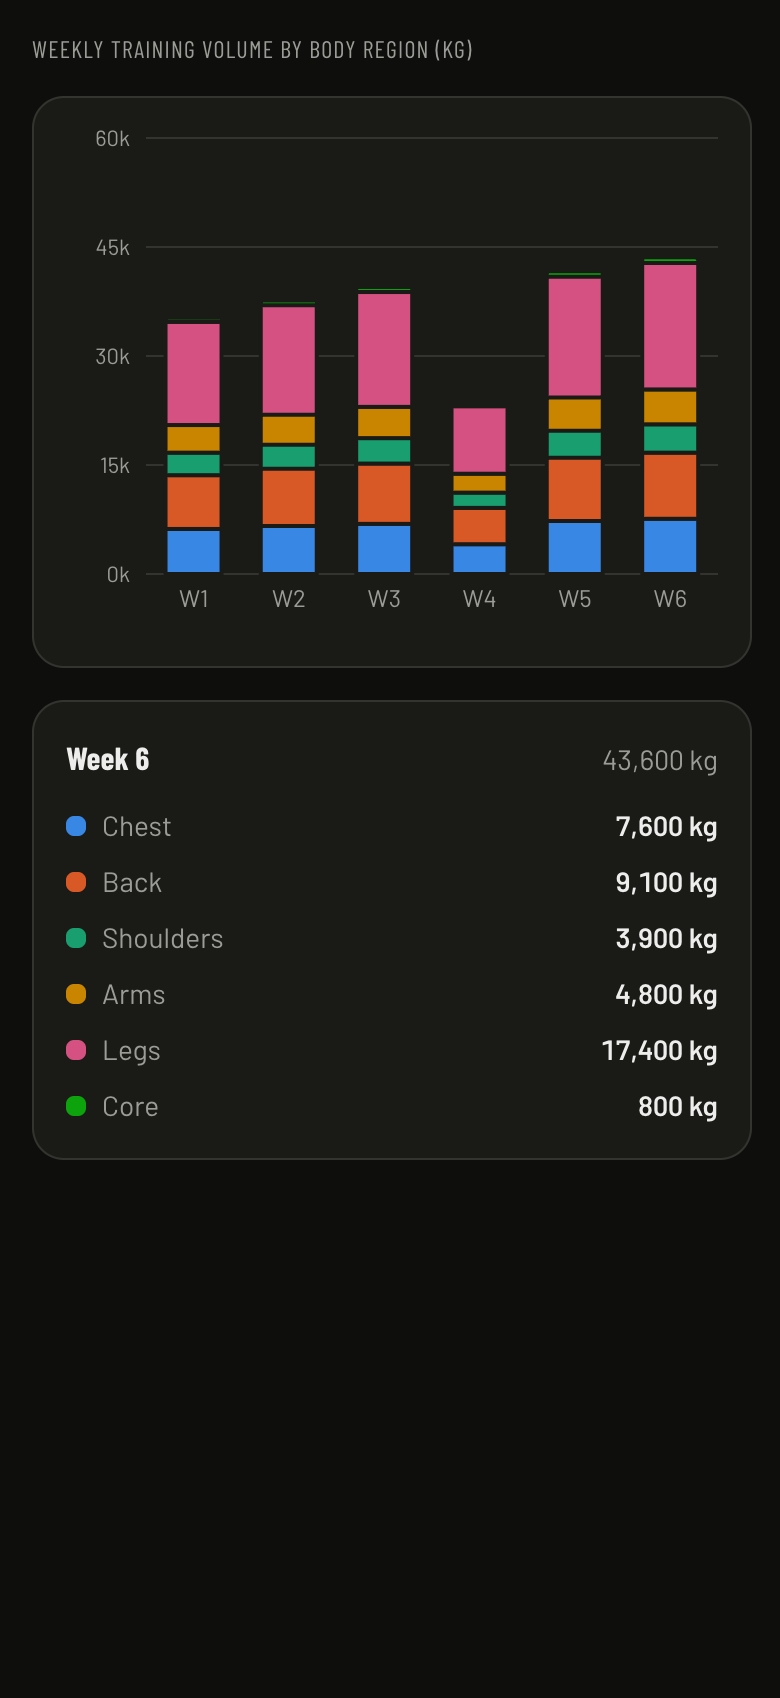 WEEKLY TRAINING VOLUME BY BODY REGION (KG)
60k
45k
30k
15k
0k
W1 W2 W3 W4 W5 W6
Week 6 43,600 kg
Chest 7,600 kg
Back 9,100 kg
Shoulders 3,900 kg
Arms 4,800 kg
Legs 17,400 kg
Core 800 kg